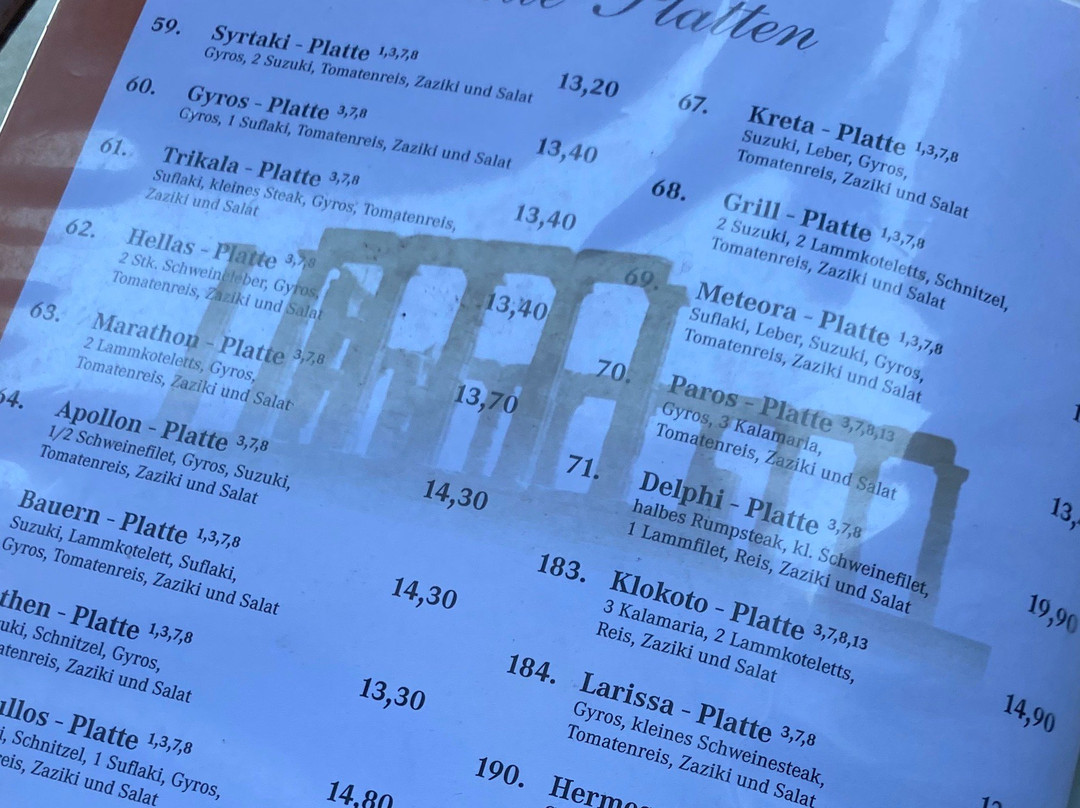 Platten
59. Syrtaki - Platte 1,3,7,8
Gyros, 2 Suzuki, Tomatenreis, Zaziki und Salat 13,20
60. Gyros - Platte 3,7,8
Gyros, 1 Suflaki, Tomatenreis, Zaziki und Salat 13,40
61. Trikala - Platte 3,7,8
Suflaki, kleines Steak, Gyros, Tomatenreis,
Zaziki und Salat 13,40
62. Hellas - Platte 3,7,8
2 Stk. Schweineleber, Gyros,
Tomatenreis, Zaziki und Salat 13,40
63. Marathon - Platte 3,7,8
2 Lammkoteletts, Gyros,
Tomatenreis, Zaziki und Salat 13,70
64. Apollon - Platte 3,7,8
1/2 Schweinefilet, Gyros, Suzuki,
Tomatenreis, Zaziki und Salat 14,30
Bauern - Platte 1,3,7,8
Suzuki, Lammkotelett, Suflaki,
Gyros, Tomatenreis, Zaziki und Salat 14,30
then - Platte 1,3,7,8
uki, Schnitzel, Gyros,
atenreis, Zaziki und Salat 13,30
llos - Platte 1,3,7,8
i, Schnitzel, 1 Suflaki, Gyros,
reis, Zaziki und Salat 14,80
67. Kreta - Platte 1,3,7,8
Suzuki, Leber, Gyros,
Tomatenreis, Zaziki und Salat
68. Grill - Platte 1,3,7,8
2 Suzuki, 2 Lammkoteletts, Schnitzel,
Tomatenreis, Zaziki und Salat
69. Meteora - Platte 1,3,7,8
Suflaki, Leber, Suzuki, Gyros,
Tomatenreis, Zaziki und Salat
70. Paros - Platte 3,7,8,13
Gyros, 3 Kalamaria,
Tomatenreis, Zaziki und Salat 13,
71. Delphi - Platte 3,7,8
halbes Rumpsteak, kl. Schweinefilet,
1 Lammfilet, Reis, Zaziki und Salat 19,90
183. Klokoto - Platte 3,7,8,13
3 Kalamaria, 2 Lammkoteletts,
Reis, Zaziki und Salat 14,90
184. Larissa - Platte 3,7,8
Gyros, kleines Schweinesteak,
Tomatenreis, Zaziki und Salat
190. Herme